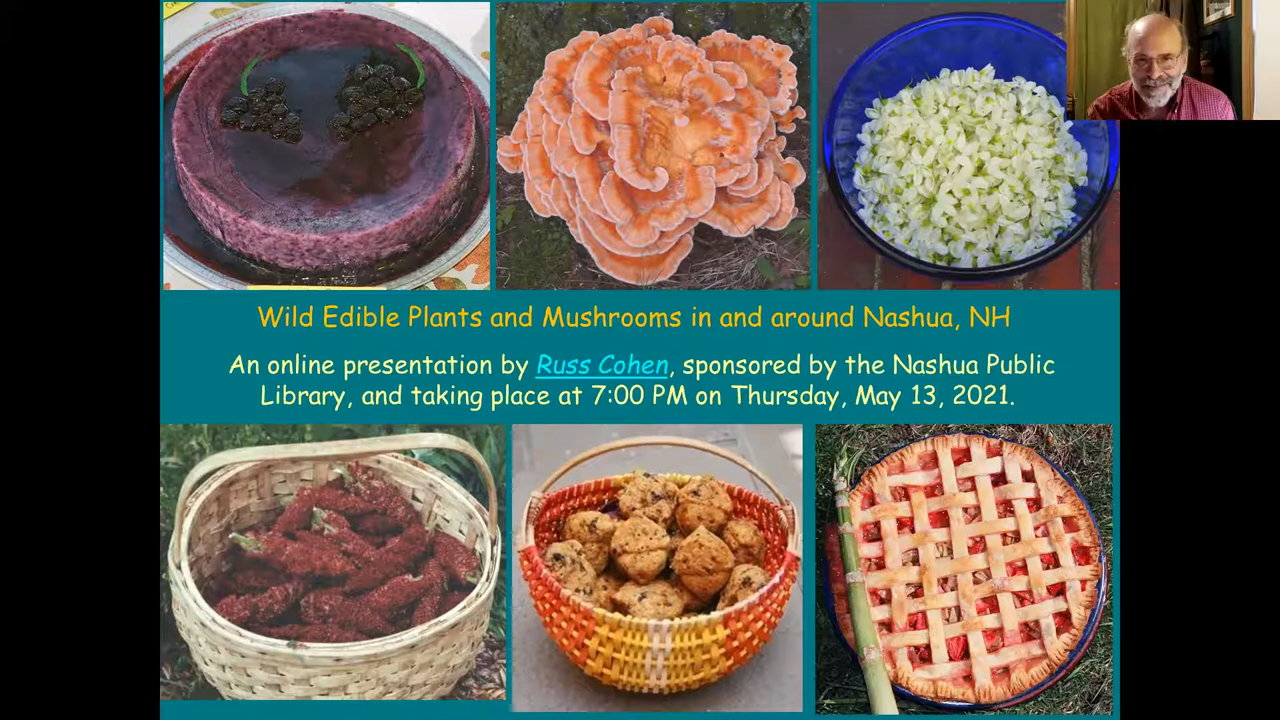 Wild Edible Plants and Mushrooms in and around Nashua, NH
An online presentation by Russ Cohen, sponsored by the Nashua Public
Library, and taking place at 7:00 PM on Thursday, May 13, 2021.